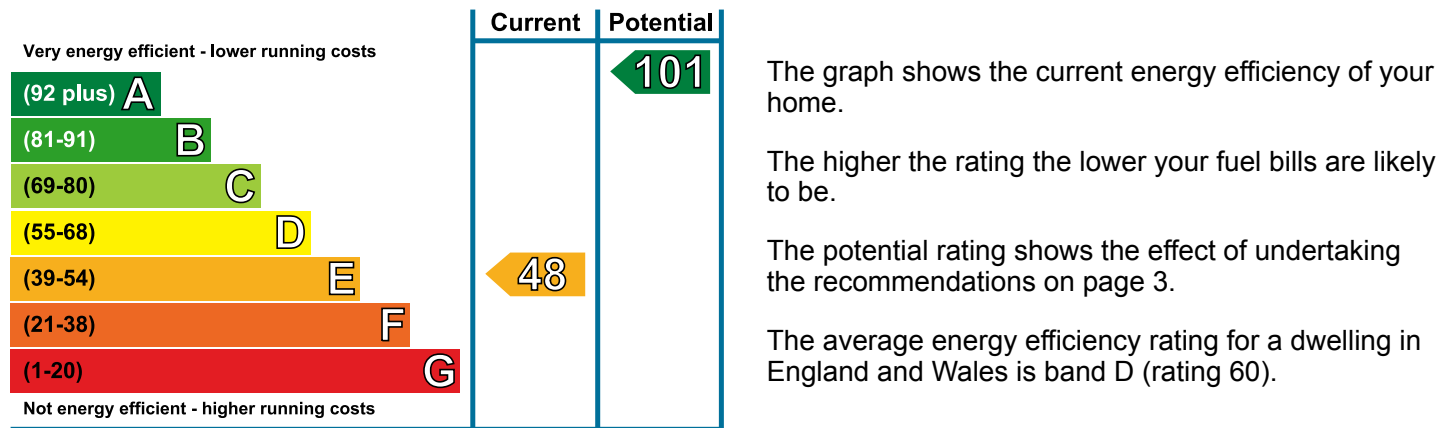 Current Potential
Very energy efficient - lower running costs
101
(92 plus) A
(81-91) B
(69-80) C
(55-68) D
(39-54) E
48
(21-38) F
(1-20) G
Not energy efficient - higher running costs
The graph shows the current energy efficiency of your
home.
The higher the rating the lower your fuel bills are likely
to be.
The potential rating shows the effect of undertaking
the recommendations on page 3.
The average energy efficiency rating for a dwelling in
England and Wales is band D (rating 60).